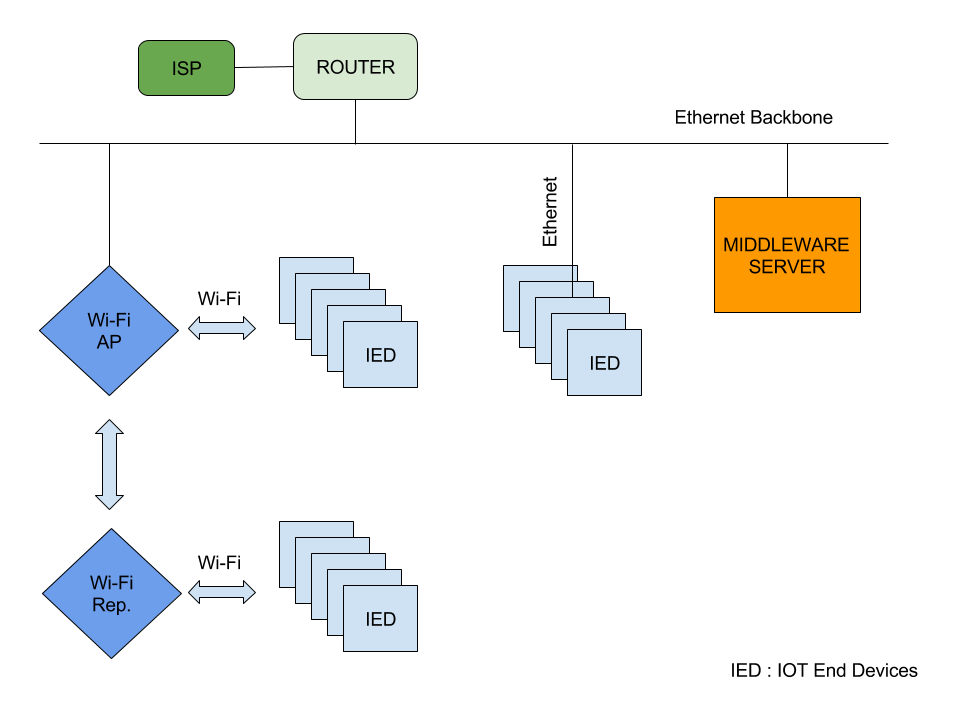 ISP
ROUTER
Ethernet Backbone
Ethernet
MIDDLEWARE
SERVER
Wi-Fi
AP
Wi-Fi
IED
IED
Wi-Fi
Rep.
Wi-Fi
IED
IED : IOT End Devices